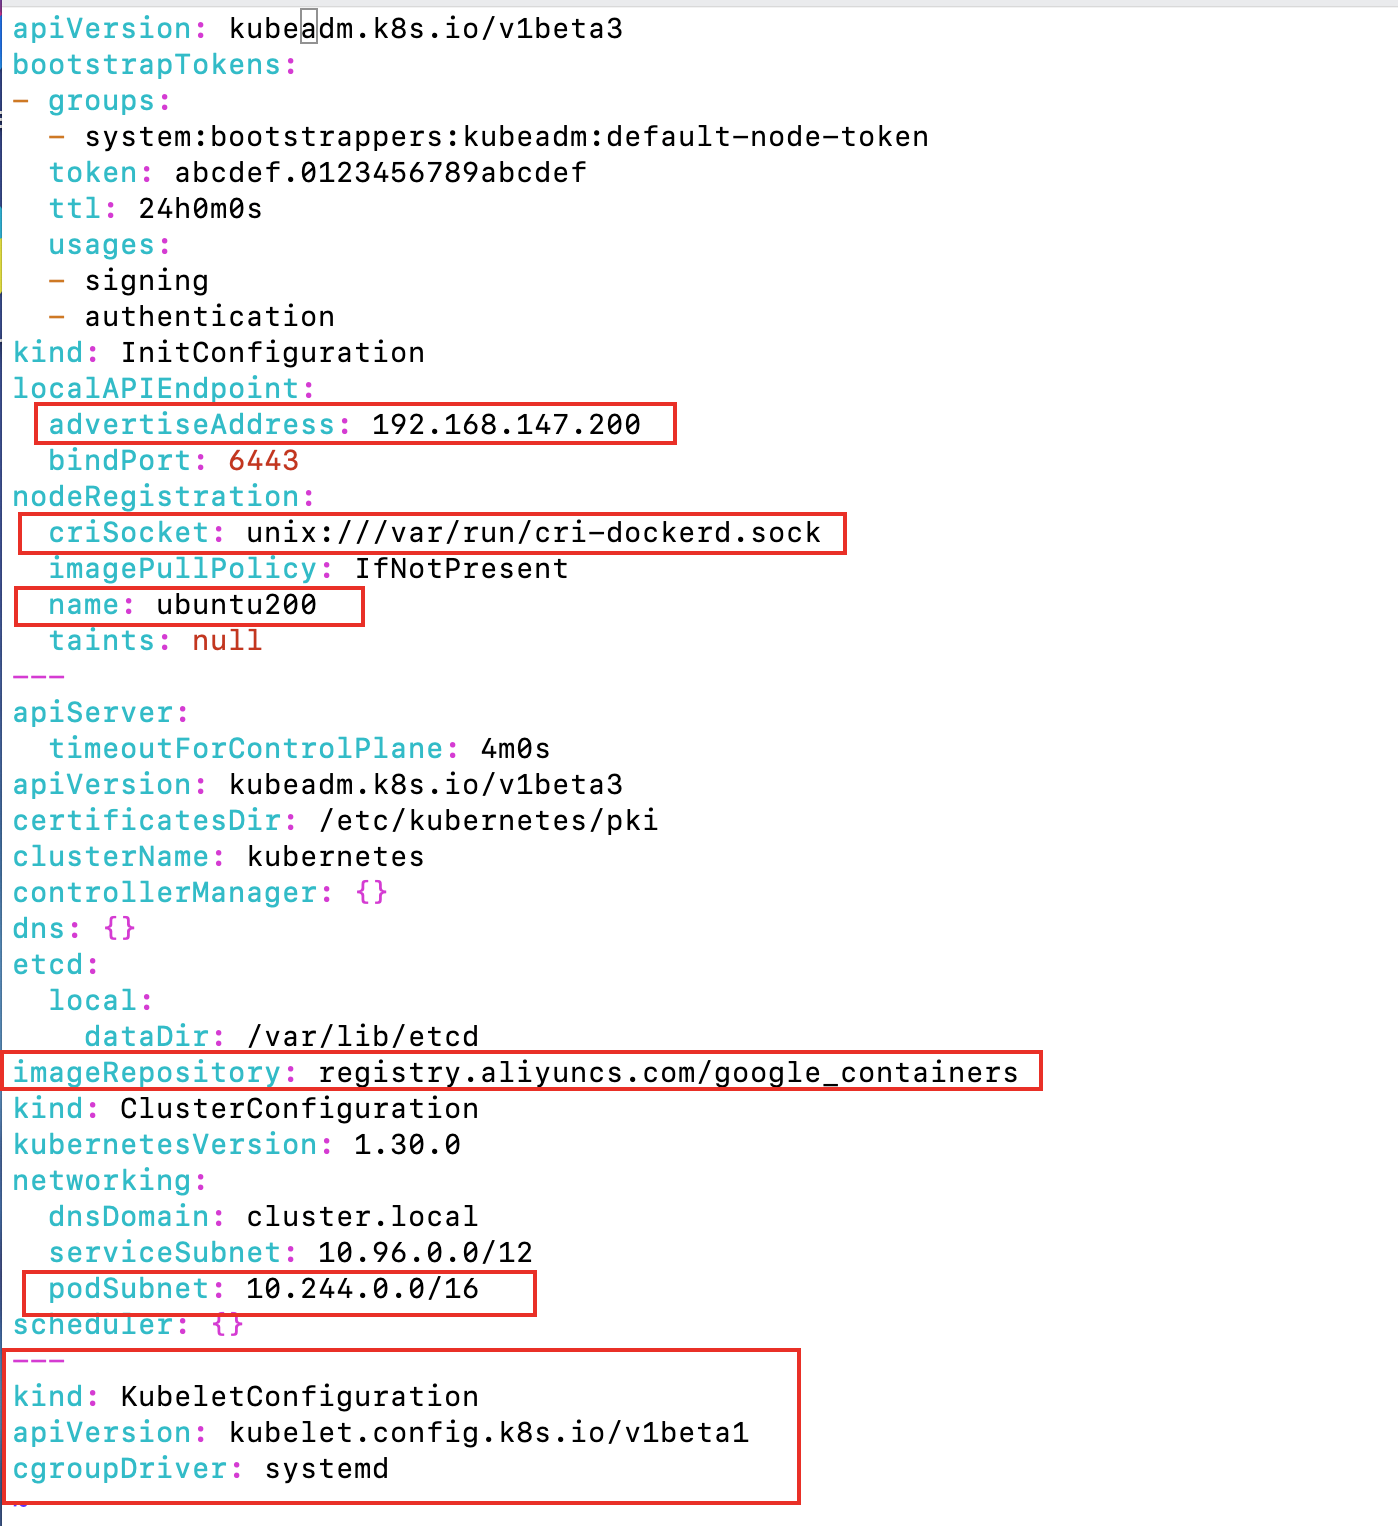 apiVersion: kubeadm.k8s.io/v1beta3
bootstrapTokens:
- groups:
  - system:bootstrappers:kubeadm:default-node-token
  token: abcdef.0123456789abcdef
  ttl: 24h0m0s
  usages:
  - signing
  - authentication
kind: InitConfiguration
localAPIEndpoint:
  advertiseAddress: 192.168.147.200
  bindPort: 6443
nodeRegistration:
  criSocket: unix:///var/run/cri-dockerd.sock
  imagePullPolicy: IfNotPresent
  name: ubuntu200
  taints: null
---
apiServer:
  timeoutForControlPlane: 4m0s
apiVersion: kubeadm.k8s.io/v1beta3
certificatesDir: /etc/kubernetes/pki
clusterName: kubernetes
controllerManager: {}
dns: {}
etcd:
  local:
    dataDir: /var/lib/etcd
imageRepository: registry.aliyuncs.com/google_containers
kind: ClusterConfiguration
kubernetesVersion: 1.30.0
networking:
  dnsDomain: cluster.local
  serviceSubnet: 10.96.0.0/12
  podSubnet: 10.244.0.0/16
scheduler: {}
---
kind: KubeletConfiguration
apiVersion: kubelet.config.k8s.io/v1beta1
cgroupDriver: systemd